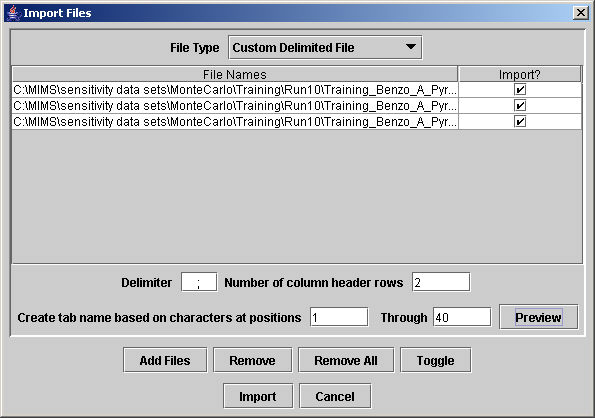 Import Files
File Type Custom Delimited File
File Names Import?
C:\MIMS\sensitivity data sets\MonteCarlo\Training\Run10\Training_Benzo_A_Pyr...
C:\MIMS\sensitivity data sets\MonteCarlo\Training\Run10\Training_Benzo_A_Pyr...
C:\MIMS\sensitivity data sets\MonteCarlo\Training\Run10\Training_Benzo_A_Pyr...
Delimiter ; Number of column header rows 2
Create tab name based on characters at positions 1 Through 40 Preview
Add Files Remove Remove All Toggle
Import Cancel